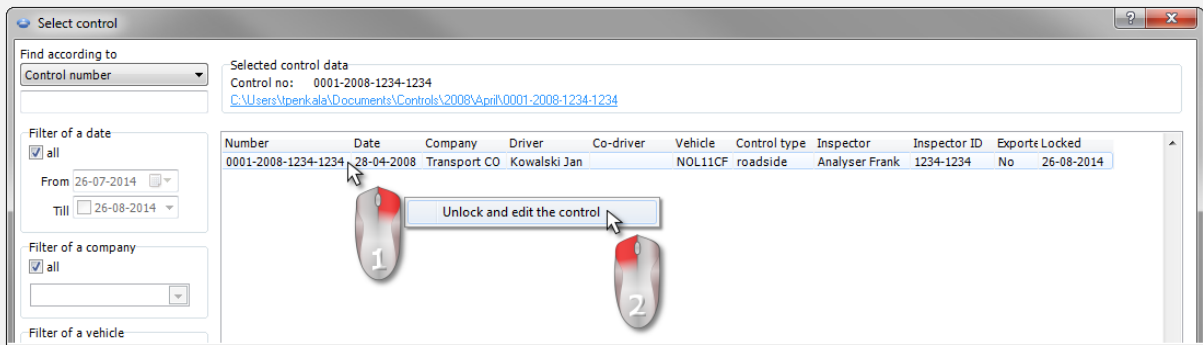 Select control
?
X
Find according to
Control number
Selected control data
Control no: 0001-2008-1234-1234
C:\Users\tpenkala\Documents\Controls\2008\April\0001-2008-1234-1234
Filter of a date
all
From 26-07-2014
Till 26-08-2014
Filter of a company
all
Filter of a vehicle
Number Date Company Driver Co-driver Vehicle Control type Inspector Inspector ID Exporte Locked
0001-2008-1234-1234 28-04-2008 Transport CO Kowalski Jan NOL11CF roadside Analyser Frank 1234-1234 No 26-08-2014
Unlock and edit the control
1
2